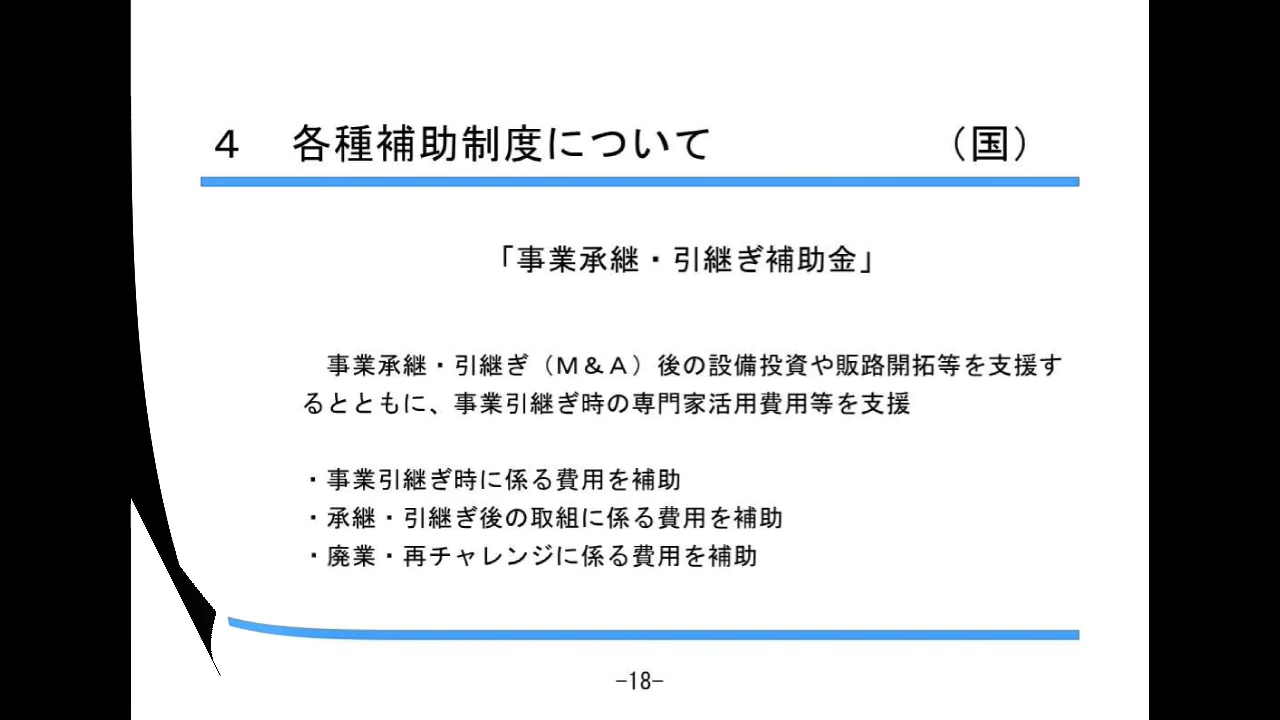 ４　各種補助制度について　（国）
「事業承継・引継ぎ補助金」
事業承継・引継ぎ（Ｍ＆Ａ）後の設備投資や販路開拓等を支援す
るとともに、事業引継ぎ時の専門家活用費用等を支援
・事業引継ぎ時に係る費用を補助
・承継・引継ぎ後の取組に係る費用を補助
・廃業・再チャレンジに係る費用を補助
−18−